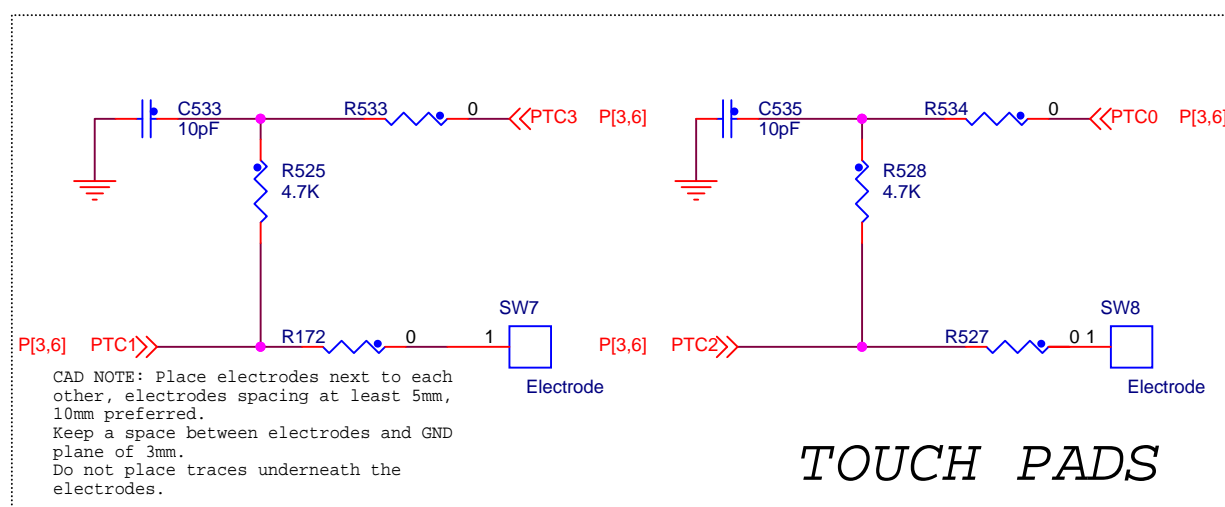 C533
10pF
R533
0
PTC3
P[3,6]
R525
4.7K
SW7
P[3,6]
PTC1
R172
0
1
Electrode
C535
10pF
R534
0
PTC0
P[3,6]
R528
4.7K
SW8
P[3,6]
PTC2
R527
0
1
Electrode
CAD NOTE: Place electrodes next to each
other, electrodes spacing at least 5mm,
10mm preferred.
Keep a space between electrodes and GND
plane of 3mm.
Do not place traces underneath the
electrodes.
TOUCH PADS